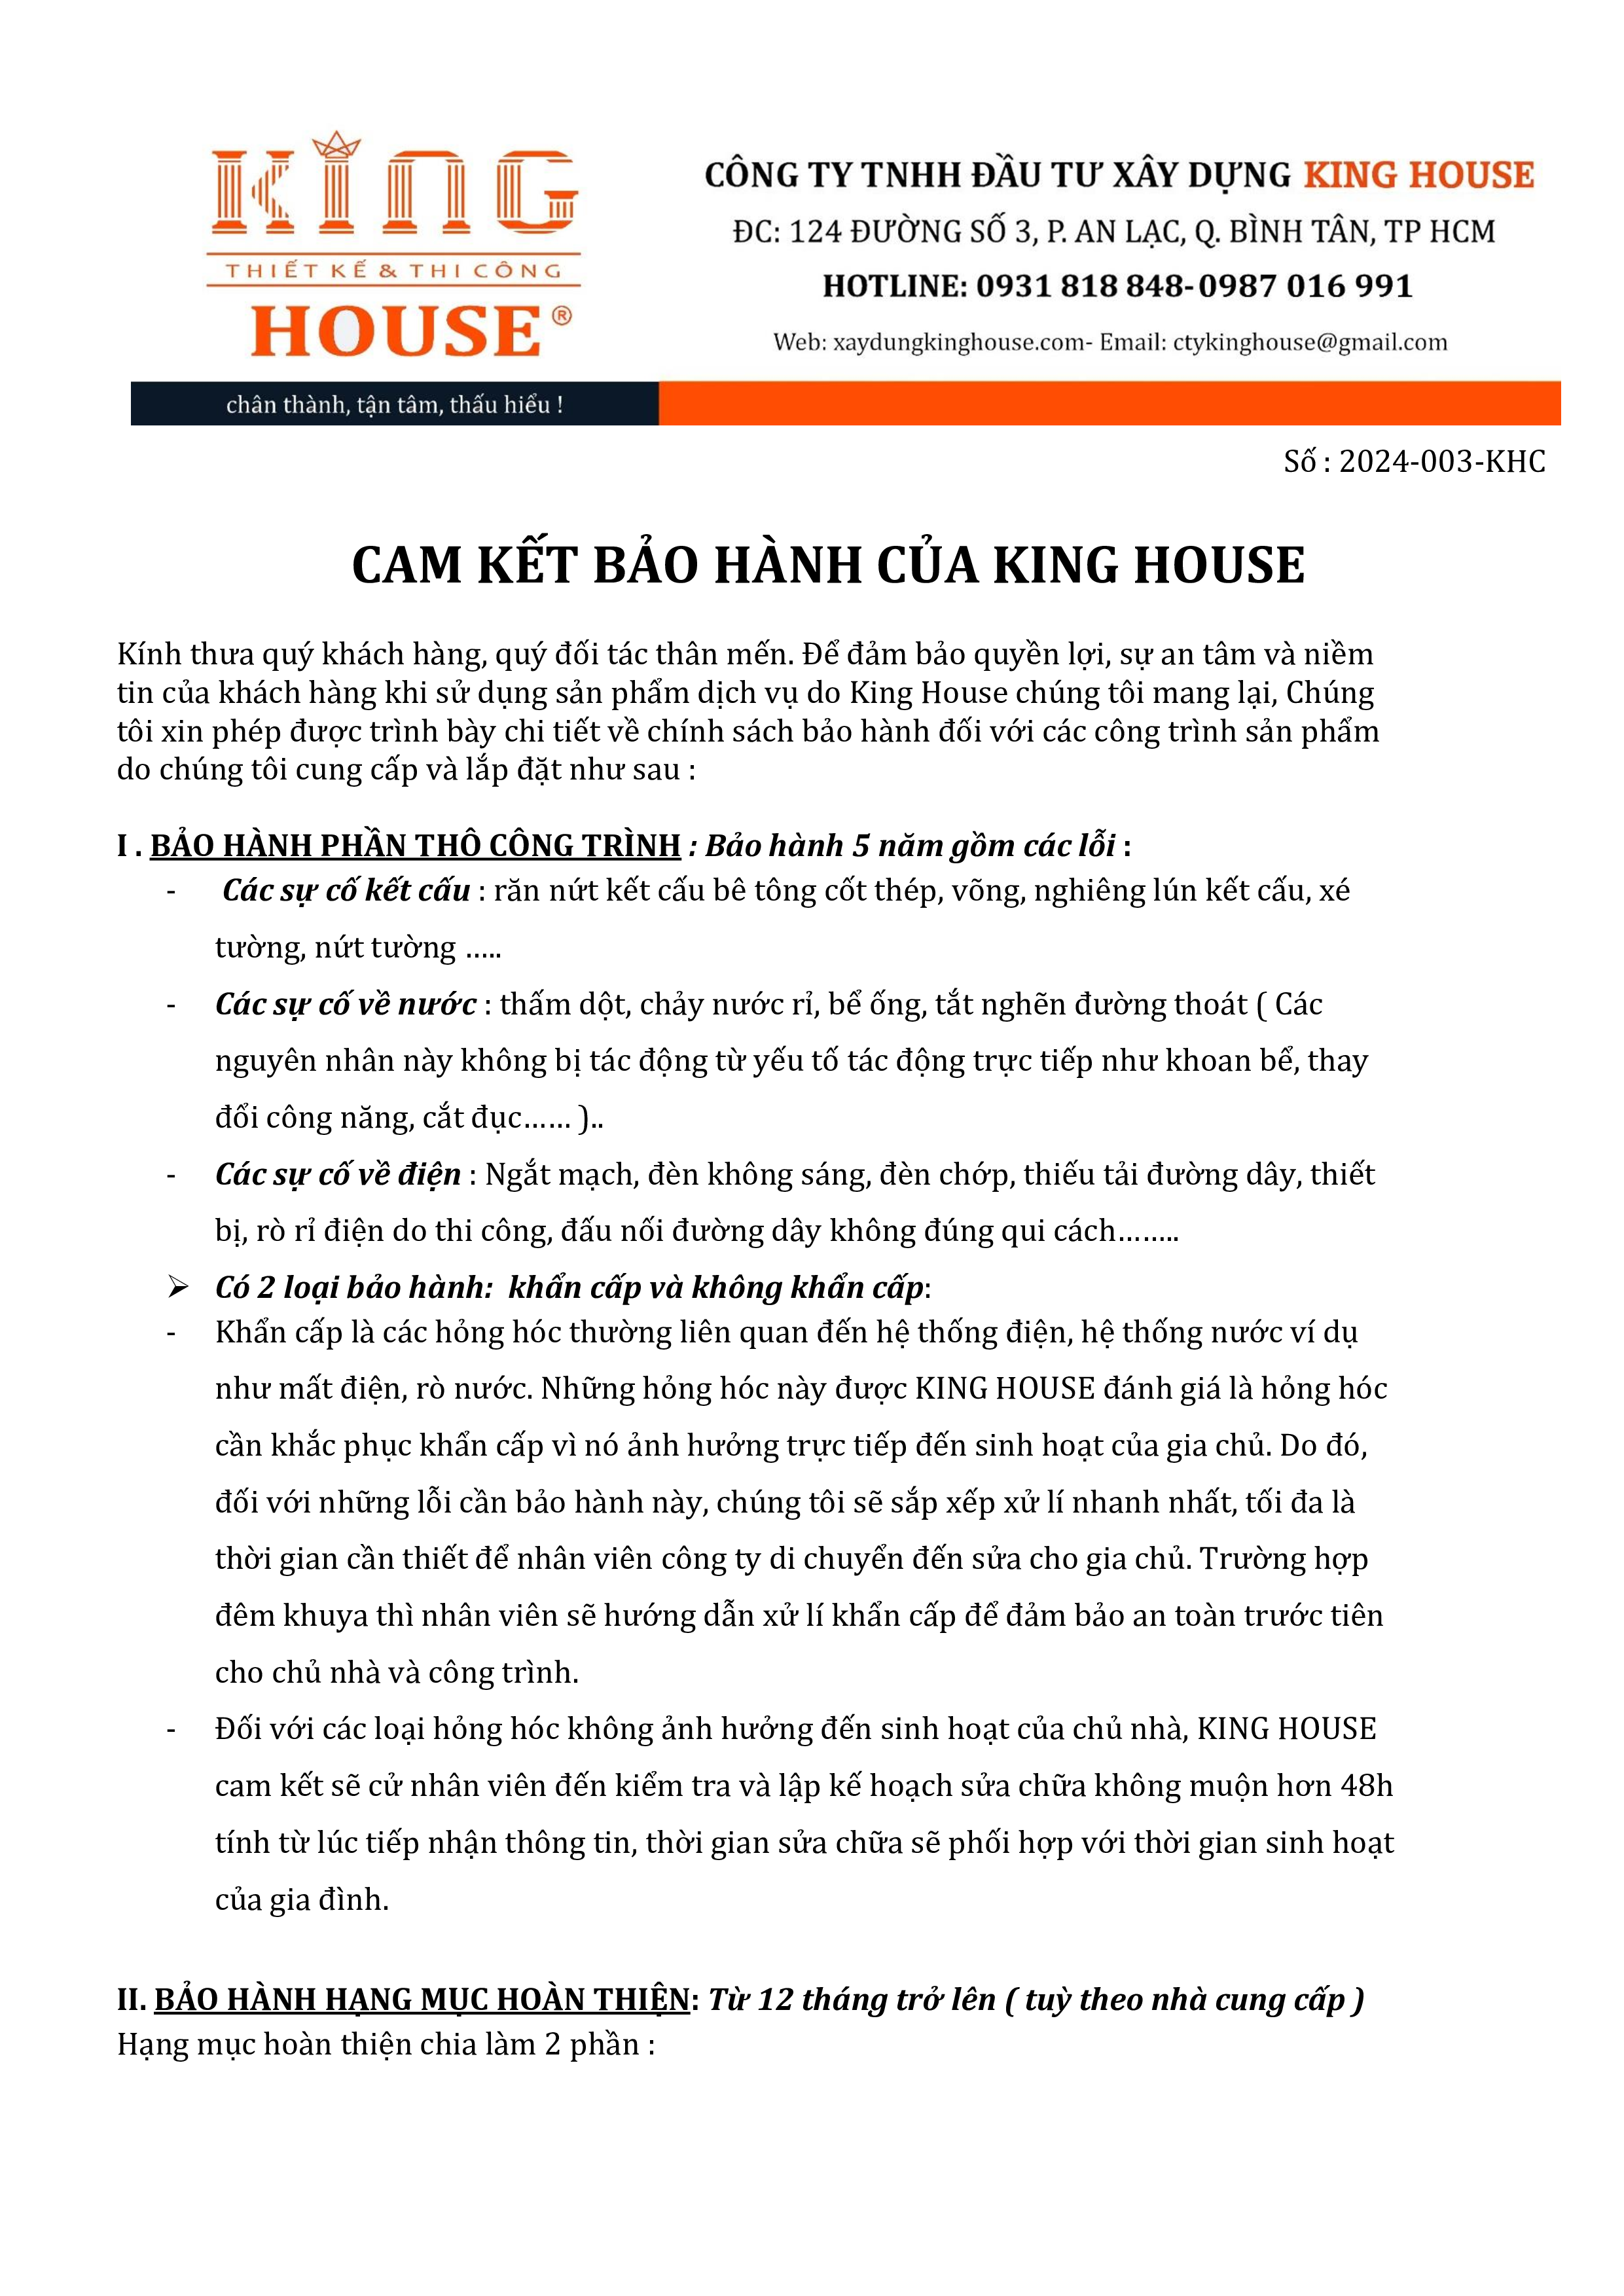 KING
THIẾT KẾ & THI CÔNG
HOUSE®
chân thành, tận tâm, thấu hiểu !
CÔNG TY TNHH ĐẦU TƯ XÂY DỰNG KING HOUSE
ĐC: 124 ĐƯỜNG SỐ 3, P. AN LẠC, Q. BÌNH TÂN, TP HCM
HOTLINE: 0931 818 848-0987 016 991
Web: xaydungkinghouse.com- Email: ctykinghouse@gmail.com
Số : 2024-003-KHC
CAM KẾT BẢO HÀNH CỦA KING HOUSE
Kính thưa quý khách hàng, quý đối tác thân mến. Để đảm bảo quyền lợi, sự an tâm và niềm
tin của khách hàng khi sử dụng sản phẩm dịch vụ do King House chúng tôi mang lại, Chúng
tôi xin phép được trình bày chi tiết về chính sách bảo hành đối với các công trình sản phẩm
do chúng tôi cung cấp và lắp đặt như sau :
I . BẢO HÀNH PHẦN THÔ CÔNG TRÌNH : Bảo hành 5 năm gồm các lỗi :
- Các sự cố kết cấu : răn nứt kết cấu bê tông cốt thép, võng, nghiêng lún kết cấu, xé
tường, nứt tường …..
- Các sự cố về nước : thấm dột, chảy nước rỉ, bể ống, tắt nghẽn đường thoát ( Các
nguyên nhân này không bị tác động từ yếu tố tác động trực tiếp như khoan bể, thay
đổi công năng, cắt đục…… )..
- Các sự cố về điện : Ngắt mạch, đèn không sáng, đèn chớp, thiếu tải đường dây, thiết
bị, rò rỉ điện do thi công, đấu nối đường dây không đúng qui cách……..
➢ Có 2 loại bảo hành: khẩn cấp và không khẩn cấp:
- Khẩn cấp là các hỏng hóc thường liên quan đến hệ thống điện, hệ thống nước ví dụ
như mất điện, rò nước. Những hỏng hóc này được KING HOUSE đánh giá là hỏng hóc
cần khắc phục khẩn cấp vì nó ảnh hưởng trực tiếp đến sinh hoạt của gia chủ. Do đó,
đối với những lỗi cần bảo hành này, chúng tôi sẽ sắp xếp xử lí nhanh nhất, tối đa là
thời gian cần thiết để nhân viên công ty di chuyển đến sửa cho gia chủ. Trường hợp
đêm khuya thì nhân viên sẽ hướng dẫn xử lí khẩn cấp để đảm bảo an toàn trước tiên
cho chủ nhà và công trình.
- Đối với các loại hỏng hóc không ảnh hưởng đến sinh hoạt của chủ nhà, KING HOUSE
cam kết sẽ cử nhân viên đến kiểm tra và lập kế hoạch sửa chữa không muộn hơn 48h
tính từ lúc tiếp nhận thông tin, thời gian sửa chữa sẽ phối hợp với thời gian sinh hoạt
của gia đình.
II. BẢO HÀNH HẠNG MỤC HOÀN THIỆN: Từ 12 tháng trở lên ( tuỳ theo nhà cung cấp )
Hạng mục hoàn thiện chia làm 2 phần :